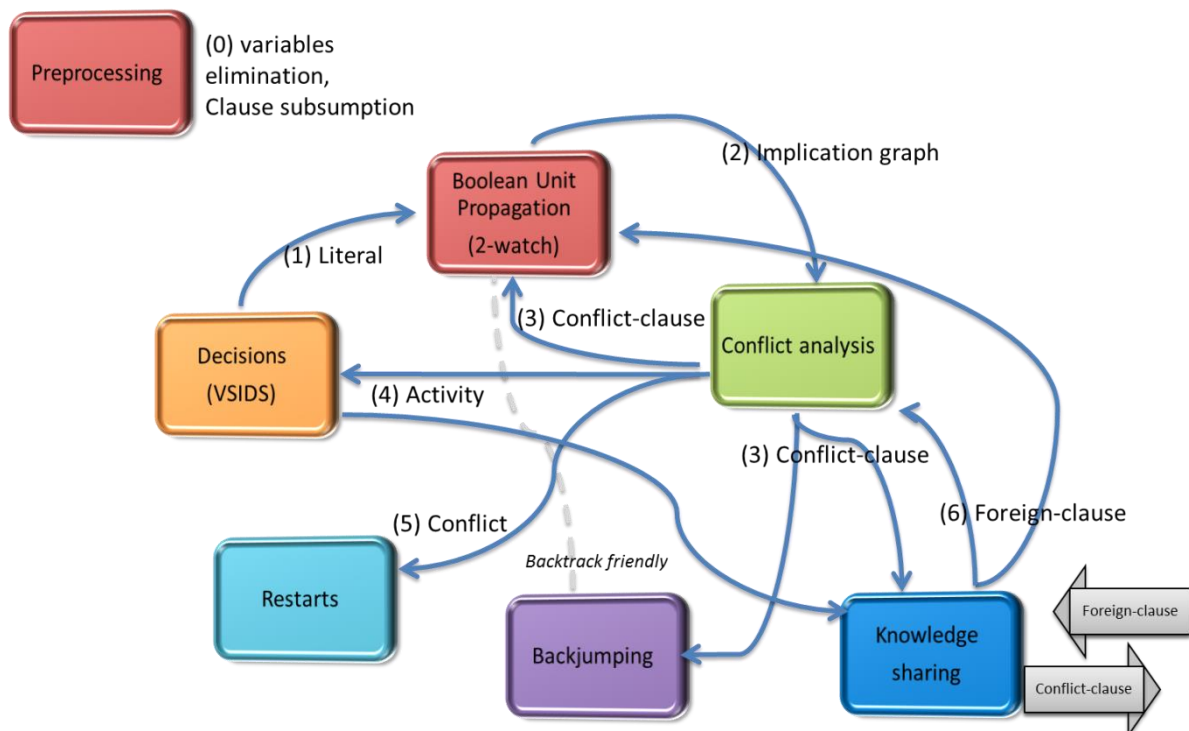 Preprocessing
(0) variables
elimination,
Clause subsumption
(2) Implication graph
Boolean Unit
Propagation
(2-watch)
(1) Literal
(3) Conflict-clause
Conflict analysis
Decisions
(VSIDS)
(4) Activity
(3) Conflict-clause
(5) Conflict
(6) Foreign-clause
Backtrack friendly
Restarts
Backjumping
Knowledge
sharing
Foreign-clause
Conflict-clause